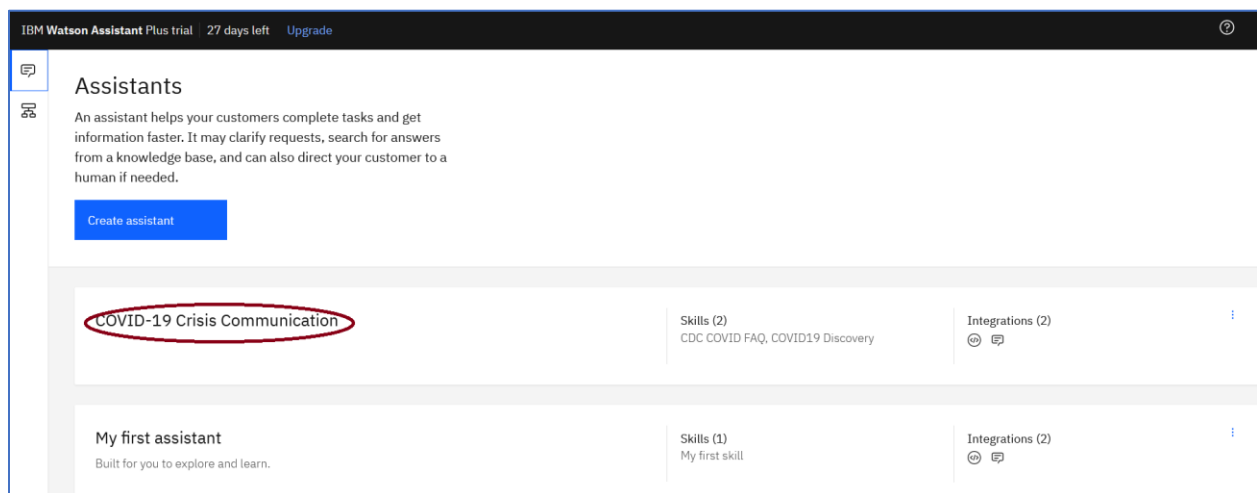 IBM Watson Assistant Plus trial 27 days left Upgrade
Assistants
An assistant helps your customers complete tasks and get
information faster. It may clarify requests, search for answers
from a knowledge base, and can also direct your customer to a
human if needed.
Create assistant
COVID-19 Crisis Communication
Skills (2)
CDC COVID FAQ, COVID19 Discovery
Integrations (2)
My first assistant
Built for you to explore and learn.
Skills (1)
My first skill
Integrations (2)